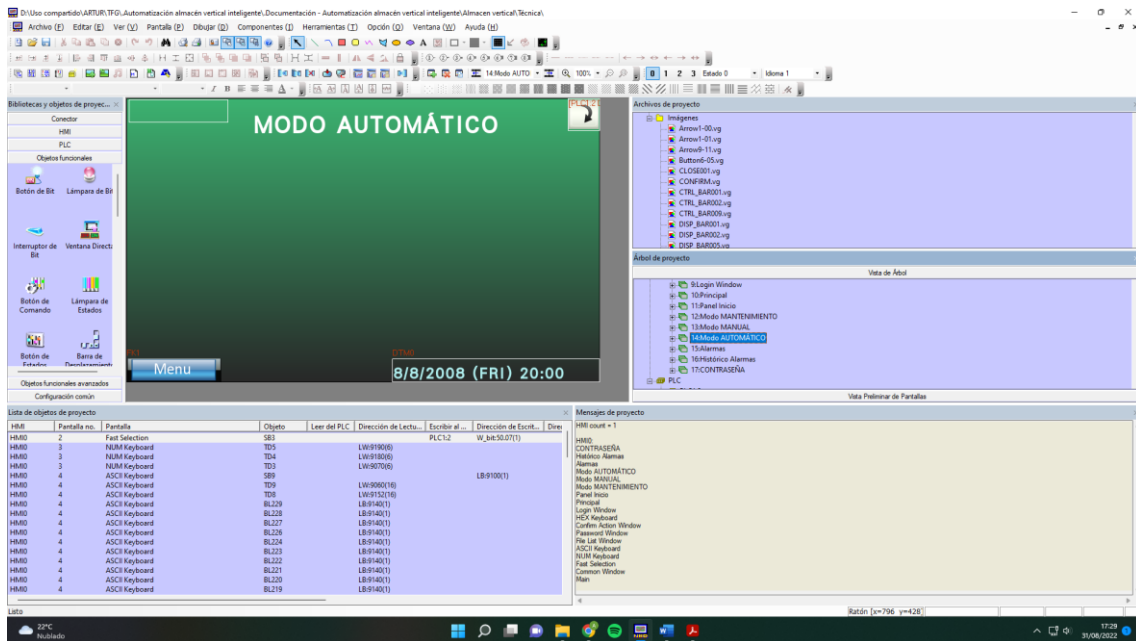 D:\Uso compartido\ARTUR\TFG\.Automatización almacén vertical inteligente\.Documentación - Automatización almacén vertical inteligente\Almacen vertical\Técnica\
Archivo (F) Editar (E) Ver (V) Pantalla (P) Dibujar (D) Componentes (I) Herramientas (T) Opción (O) Ventana (W) Ayuda (H)
14:Modo AUTO 100% 0 1 2 3 Estado 0 Idioma 1
Bibliotecas y objetos de proyec...
Conector
HMI
PLC
Objetos funcionales
Botón de Bit Lámpara de Bit
Interruptor de Bit Ventana Directa
Botón de Comando Lámpara de Estados
Botón de Estados Barra de Desplazamiento
Objetos funcionales avanzados
Configuración común
MODO AUTOMÁTICO
Menu
DTM0
8/8/2008 (FRI) 20:00
Archivos de proyecto
Imágenes
Arrow1-00.vg
Arrow1-01.vg
Arrow9-11.vg
Button6-05.vg
CLOSE001.vg
CONFIRM.vg
CTRL_BAR001.vg
CTRL_BAR002.vg
CTRL_BAR009.vg
DISP_BAR001.vg
DISP_BAR002.vg
DISP_BAR005.vg
Árbol de proyecto
Vista de Árbol
9:Login Window
10:Principal
11:Panel Inicio
12:Modo MANTENIMIENTO
13:Modo MANUAL
14:Modo AUTOMÁTICO
15:Alarmas
16:Histórico Alarmas
17:CONTRASEÑA
PLC
Vista Preliminar de Pantallas
Lista de objetos de proyecto
HMI Pantalla no. Pantalla Objeto Leer del PLC Dirección de Lectu... Escribir al ... Dirección de Escrit... Direc
HMI0 2 Fast Selection SB3 PLC1:2 W_bit:50.07(1)
HMI0 3 NUM Keyboard TD5 LW:9190(6)
HMI0 3 NUM Keyboard TD4 LW:9180(6)
HMI0 3 NUM Keyboard TD3 LW:9070(6)
HMI0 4 ASCII Keyboard SB9 LB:9100(1)
HMI0 4 ASCII Keyboard TD9 LW:9060(16)
HMI0 4 ASCII Keyboard TD8 LW:9152(16)
HMI0 4 ASCII Keyboard BL229 LB:9140(1)
HMI0 4 ASCII Keyboard BL228 LB:9140(1)
HMI0 4 ASCII Keyboard BL227 LB:9140(1)
HMI0 4 ASCII Keyboard BL226 LB:9140(1)
HMI0 4 ASCII Keyboard BL224 LB:9140(1)
HMI0 4 ASCII Keyboard BL223 LB:9140(1)
HMI0 4 ASCII Keyboard BL222 LB:9140(1)
HMI0 4 ASCII Keyboard BL221 LB:9140(1)
HMI0 4 ASCII Keyboard BL220 LB:9140(1)
HMI0 4 ASCII Keyboard BL219 LB:9140(1)
Mensajes de proyecto
HMI count = 1
HMI0:
CONTRASEÑA
Histórico Alarmas
Alarmas
Modo AUTOMÁTICO
Modo MANUAL
Modo MANTENIMIENTO
Panel Inicio
Principal
Login Window
HEX Keyboard
Confirm Action Window
Password Window
File List Window
ASCII Keyboard
NUM Keyboard
Fast Selection
Common Window
Main
Listo
Ratón [x=796 y=428]
22°C
Nublado
17:29
31/08/2022